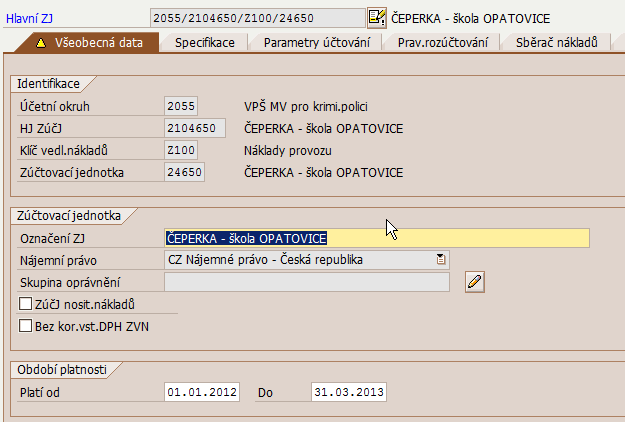 Hlavní ZJ 2055/2104650/Z100/24650 ČEPERKA - škola OPATOVICE
Všeobecná data Specifikace Parametry účtování Prav.rozúčtování Sběrač nákladů
Identifikace
Účetní okruh 2055 VPŠ MV pro krimi.polici
HJ ZúčJ 2104650 ČEPERKA - škola OPATOVICE
Klíč vedl.nákladů Z100 Náklady provozu
Zúčtovací jednotka 24650 ČEPERKA - škola OPATOVICE
Zúčtovací jednotka
Označení ZJ ČEPERKA - škola OPATOVICE
Nájemní právo CZ Nájemné právo - Česká republika
Skupina oprávnění
ZúčJ nosit.nákladů
Bez kor.vst.DPH ZVN
Období platnosti
Platí od 01.01.2012 Do 31.03.2013